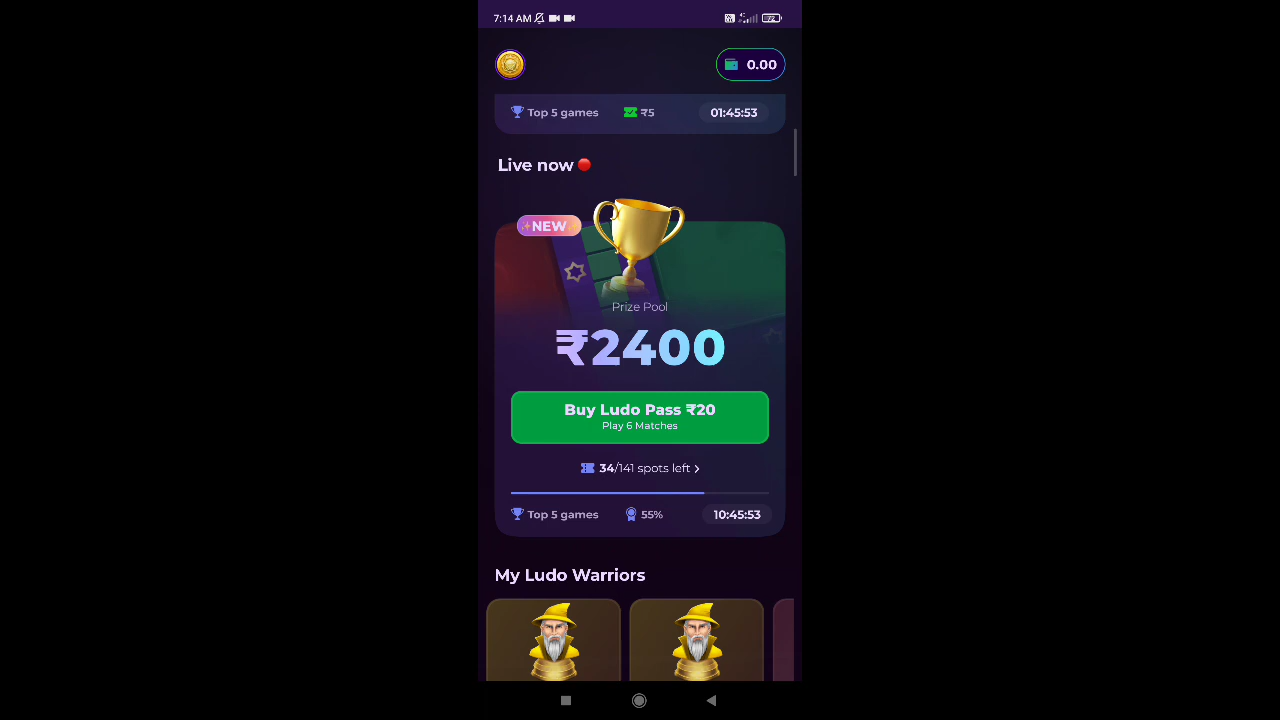 7:14 AM
72
0.00
Top 5 games ₹5 01:45:53
Live now
NEW
Prize Pool
₹2400
Buy Ludo Pass ₹20
Play 6 Matches
34/141 spots left >
Top 5 games 55% 10:45:53
My Ludo Warriors